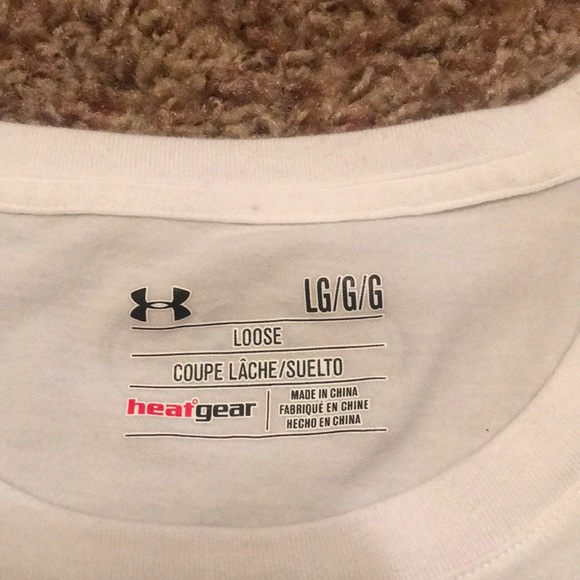 LG/G/G
LOOSE
COUPE LÂCHE/SUELTO
heatgear
MADE IN CHINA
FABRIQUÉ EN CHINE
HECHO EN CHINA